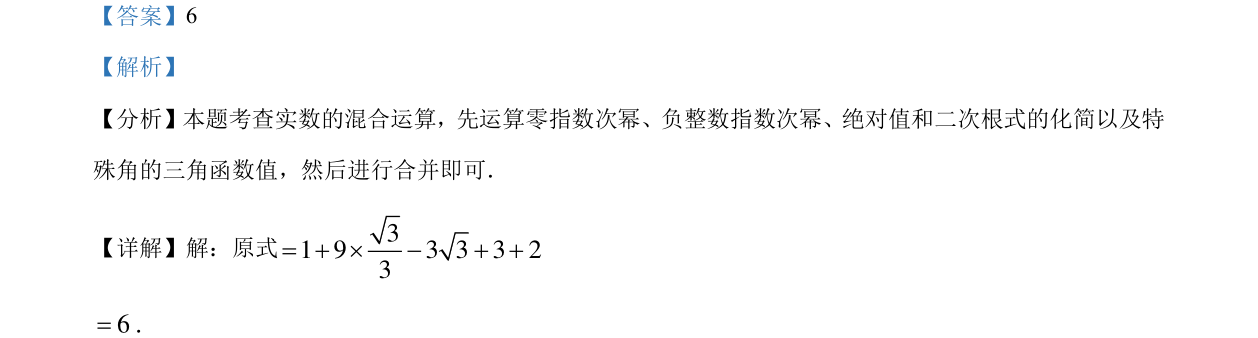 【答案】6
【解析】
【分析】本题考查实数的混合运算，先运算零指数次幂、负整数指数次幂、绝对值和二次根式的化简以及特
殊角的三角函数值，然后进行合并即可．
【详解】解：原式=1+9×√3/3−3√3+3+2
=6．